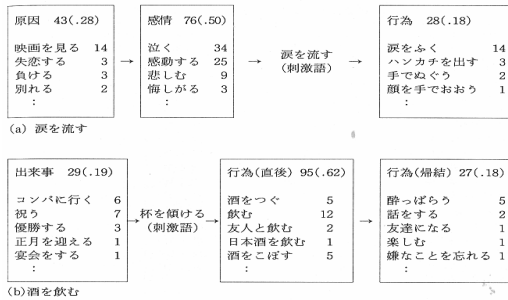 原因 43(.28)
映画を見る 14
失恋する 3
負ける 3
別れる 2
:
→
感情 76(.50)
泣く 34
感動する 25
悲しむ 9
悔しがる 3
:
→
涙を流す
(刺激語)
→
行為 28(.18)
涙をふく 14
ハンカチを出す 3
手でぬぐう 2
顔を手でおおう 1
:
(a) 涙を流す
出来事 29(.19)
コンパに行く 6
祝う 7
優勝する 3
正月を迎える 1
宴会をする 1
:
→
杯を傾ける
(刺激語)
→
行為(直後) 95(.62)
酒をつぐ 5
飲む 12
友人と飲む 2
日本酒を飲む 1
酒をこぼす 5
:
→
行為(帰結) 27(.18)
酔っぱらう 5
話をする 2
友達になる 1
楽しむ 1
嫌なことを忘れる 1
:
(b)酒を飲む